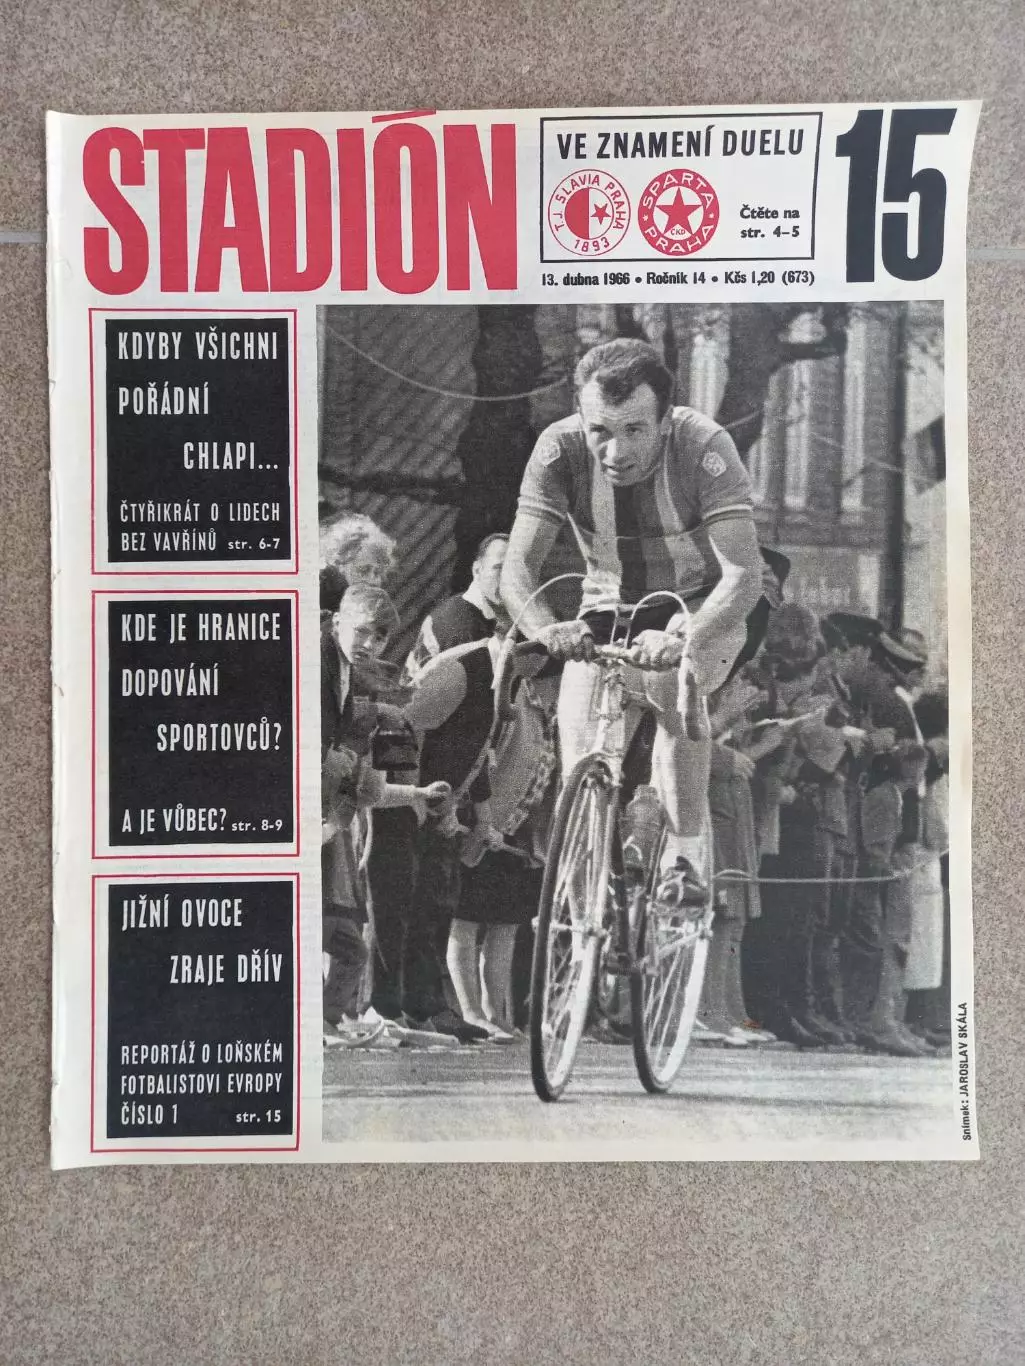 STADIÓN
VE ZNAMENÍ DUELU
T.J. SLAVIA PRAHA
1893
SPARTA
ČKD
PRAHA
Čtěte na
str. 4–5
15
13. dubna 1966 • Ročník 14 • Kčs 1,20 (673)
KDYBY VŠICHNI
POŘÁDNÍ
CHLAPI...
ČTYŘIKRÁT O LIDECH
BEZ VAVŘÍNŮ str. 6-7
KDE JE HRANICE
DOPOVÁNÍ
SPORTOVCŮ?
A JE VŮBEC? str. 8-9
JIŽNÍ OVOCE
ZRAJE DŘÍV
REPORTÁŽ O LOŇSKÉM
FOTBALISTOVI EVROPY
ČÍSLO 1 str. 15
Snímek: JAROSLAV SKÁLA